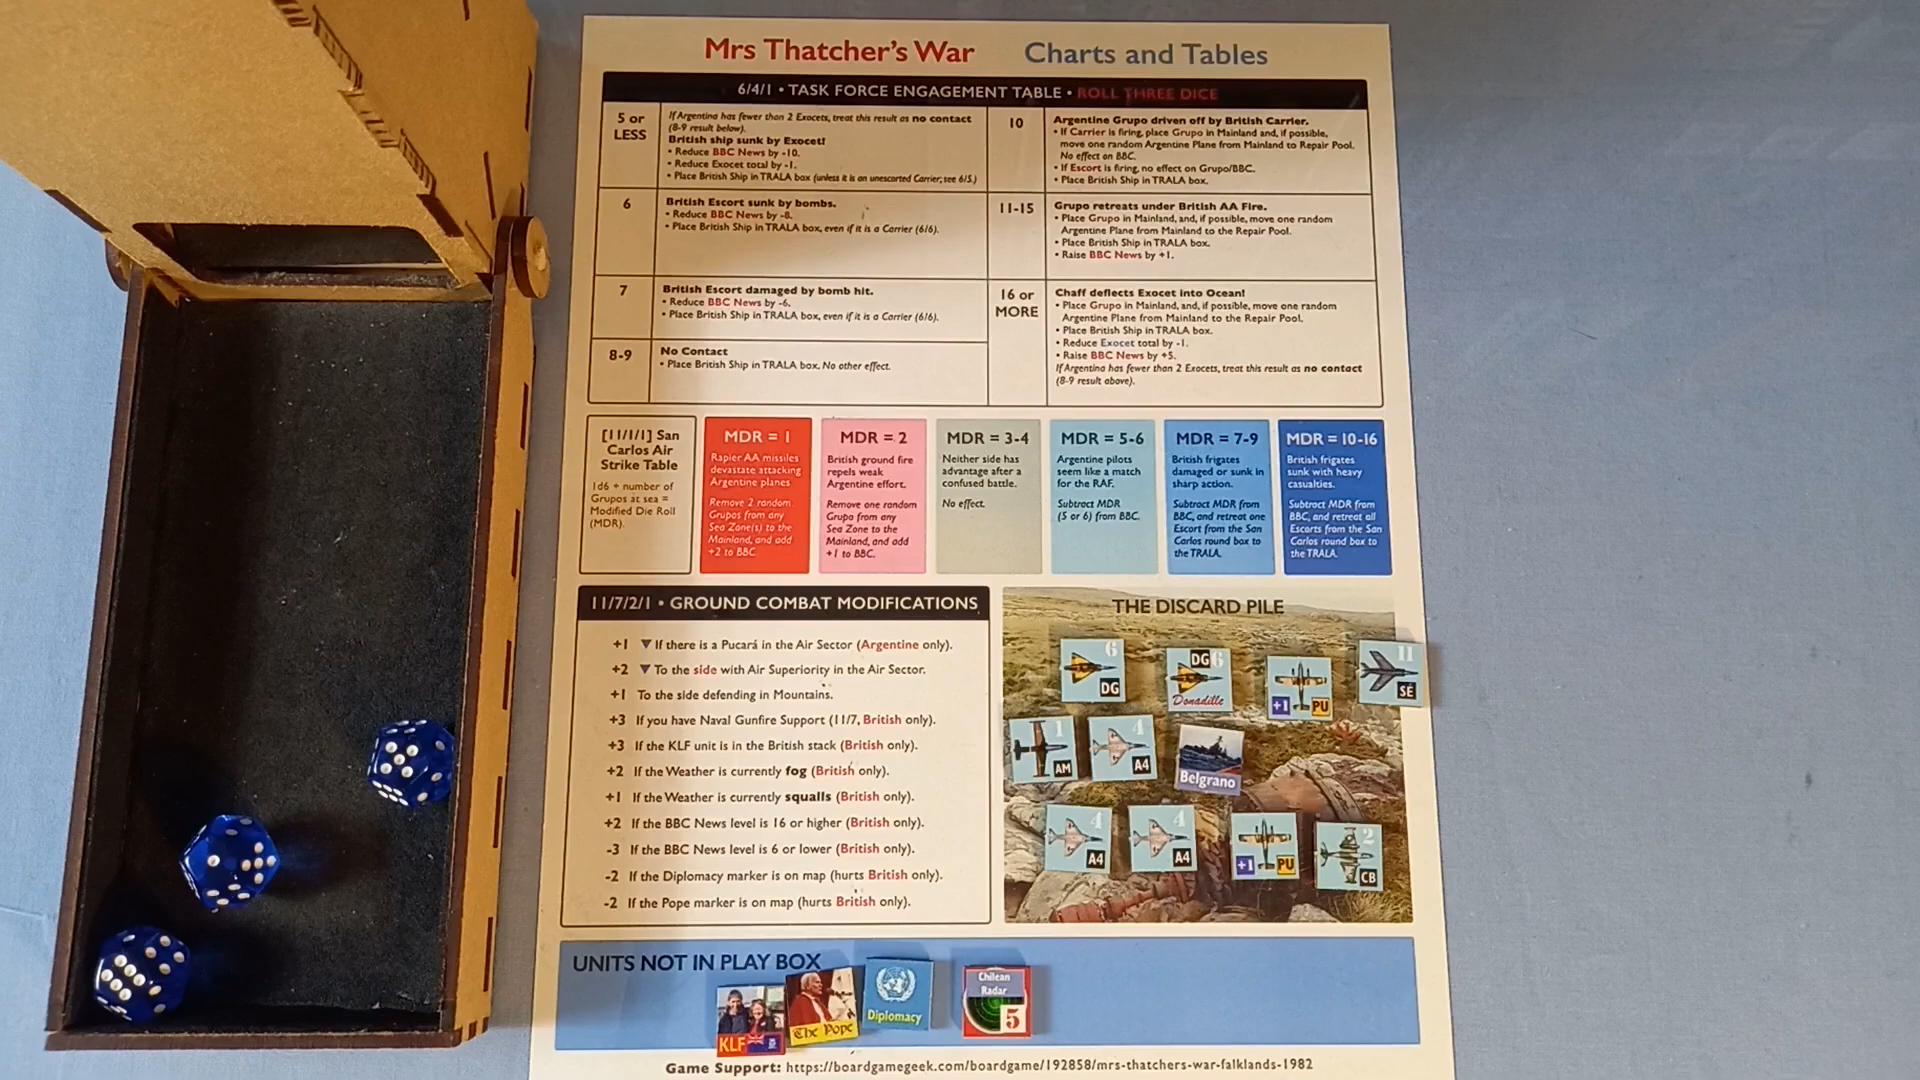 Mrs Thatcher's War Charts and Tables
6/4/1 • TASK FORCE ENGAGEMENT TABLE • ROLL THREE DICE
5 or
LESS
If Argentina has fewer than 2 Exocets, treat this result as no contact
(8-9 result below).
British ship sunk by Exocet!
• Reduce BBC News by -10.
• Reduce Exocet total by -1.
• Place British Ship in TRALA box (unless it is an unescorted Carrier; see 6/5.)
6
British Escort sunk by bombs.
• Reduce BBC News by -8.
• Place British Ship in TRALA box, even if it is a Carrier (6/6).
7
British Escort damaged by bomb hit.
• Reduce BBC News by -6.
• Place British Ship in TRALA box, even if it is a Carrier (6/6).
8-9
No Contact
• Place British Ship in TRALA box. No other effect.
10
Argentine Grupo driven off by British Carrier.
• If Carrier is firing, place Grupo in Mainland and, if possible,
move one random Argentine Plane from Mainland to Repair Pool.
No effect on BBC.
• If Escort is firing, no effect on Grupo/BBC.
• Place British Ship in TRALA box.
11-15
Grupo retreats under British AA Fire.
• Place Grupo in Mainland, and, if possible, move one random
Argentine Plane from Mainland to the Repair Pool.
• Place British Ship in TRALA box.
• Raise BBC News by +1.
16 or
MORE
Chaff deflects Exocet into Ocean!
• Place Grupo in Mainland, and, if possible, move one random
Argentine Plane from Mainland to the Repair Pool.
• Place British Ship in TRALA box.
• Reduce Exocet total by -1.
• Raise BBC News by +5.
If Argentina has fewer than 2 Exocets, treat this result as no contact
(8-9 result above).
[11/1/1] San
Carlos Air
Strike Table
1d6 + number of
Grupos at sea =
Modified Die Roll
(MDR).
MDR = 1
Rapier AA missiles
devastate attacking
Argentine planes
Remove 2 random
Grupos from any
Sea Zone(s) to the
Mainland, and add
+2 to BBC
MDR = 2
British ground fire
repels weak
Argentine effort.
Remove one random
Grupo from any
Sea Zone to the
Mainland, and add
+1 to BBC.
MDR = 3-4
Neither side has
advantage after a
confused battle.
No effect.
MDR = 5-6
Argentine pilots
seem like a match
for the RAF.
Subtract MDR
(5 or 6) from BBC.
MDR = 7-9
British frigates
damaged or sunk in
sharp action.
Subtract MDR from
BBC, and retreat one
Escort from the San
Carlos round box to
the TRALA.
MDR = 10-16
British frigates
sunk with heavy
casualties.
Subtract MDR from
BBC, and retreat all
Escorts from the San
Carlos round box to
the TRALA.
11/7/2/1 • GROUND COMBAT MODIFICATIONS
+1 ▼ If there is a Pucará in the Air Sector (Argentine only).
+2 ▼ To the side with Air Superiority in the Air Sector.
+1 To the side defending in Mountains.
+3 If you have Naval Gunfire Support (11/7, British only).
+3 If the KLF unit is in the British stack (British only).
+2 If the Weather is currently fog (British only).
+1 If the Weather is currently squalls (British only).
+2 If the BBC News level is 16 or higher (British only).
-3 If the BBC News level is 6 or lower (British only).
-2 If the Diplomacy marker is on map (hurts British only).
-2 If the Pope marker is on map (hurts British only).
THE DISCARD PILE
6
DG
DG 6
Donadille
+1 PU
11
SÉ
1
AM
4
A4
Belgrano
4
A4
4
A4
+1 PU
2
CB
UNITS NOT IN PLAY BOX
KLF
The Pope
Diplomacy
Chilean
Radar
5
Game Support: https://boardgamegeek.com/boardgame/192858/mrs-thatchers-war-falklands-1982